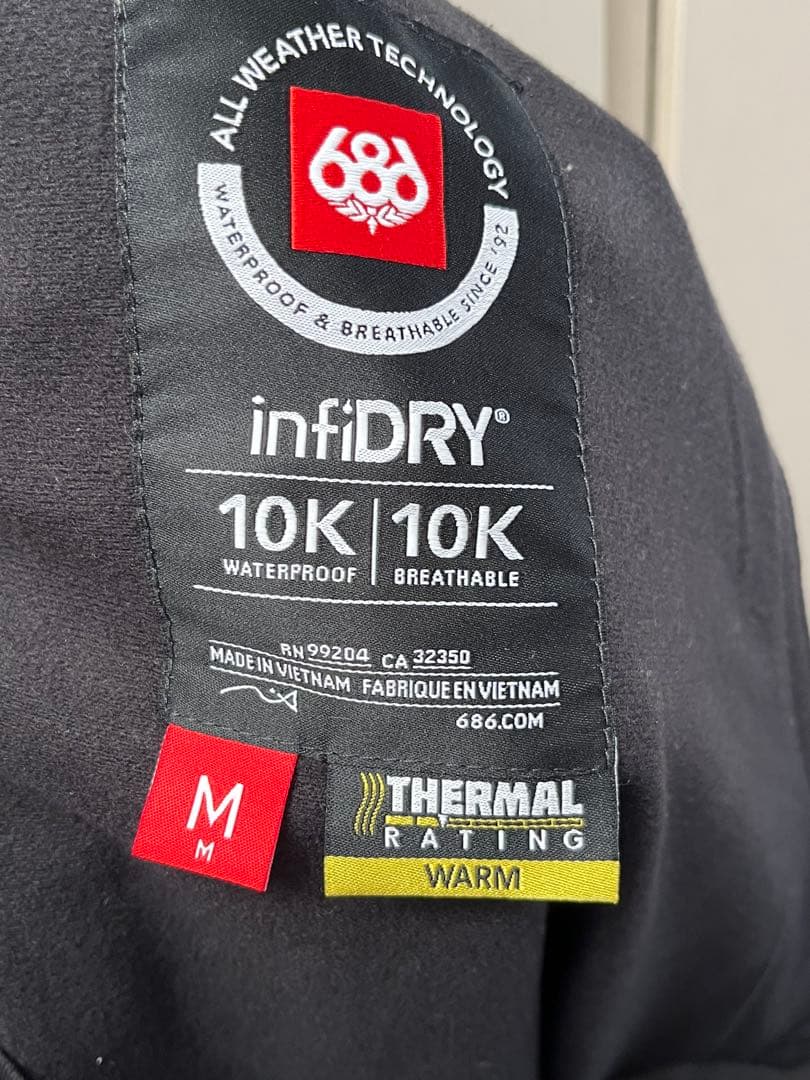 ALL WEATHER TECHNOLOGY
686
WATERPROOF & BREATHABLE SINCE '92
infiDRY®
10K | 10K
WATERPROOF BREATHABLE
RN 99204 CA 32350
MADE IN VIETNAM FABRIQUE EN VIETNAM
686.COM
M
M
THERMAL
RATING
WARM